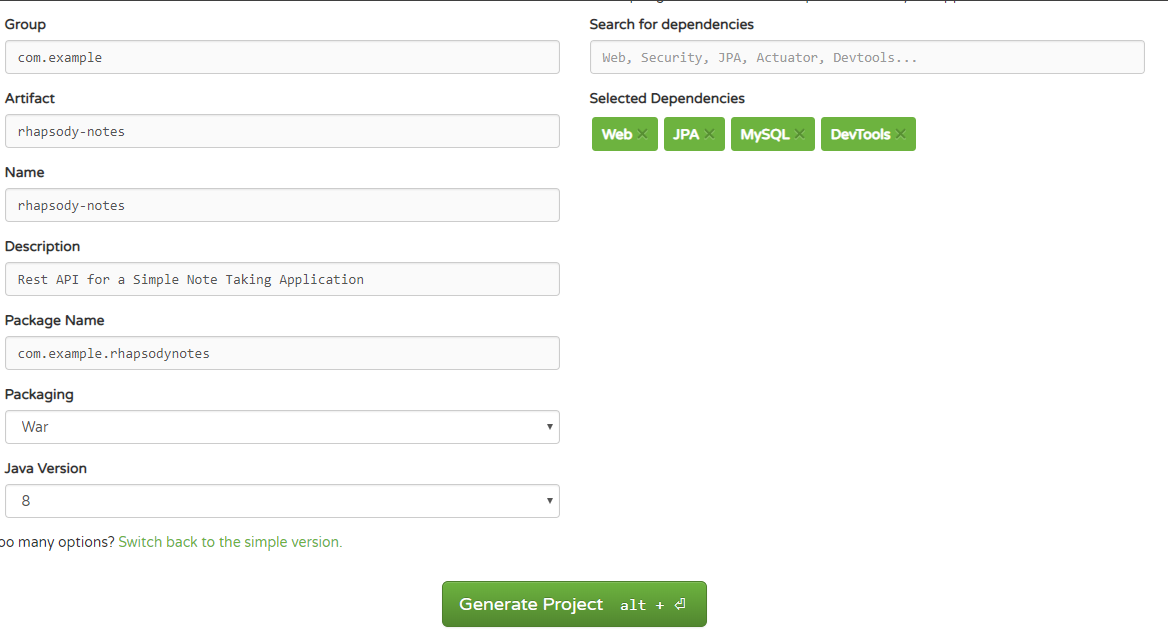 Group
com.example
Artifact
rhapsody-notes
Name
rhapsody-notes
Description
Rest API for a Simple Note Taking Application
Package Name
com.example.rhapsodynotes
Packaging
War
Java Version
8
oo many options? Switch back to the simple version.
Search for dependencies
Web, Security, JPA, Actuator, Devtools...
Selected Dependencies
Web × JPA × MySQL × DevTools ×
Generate Project alt + ⏎